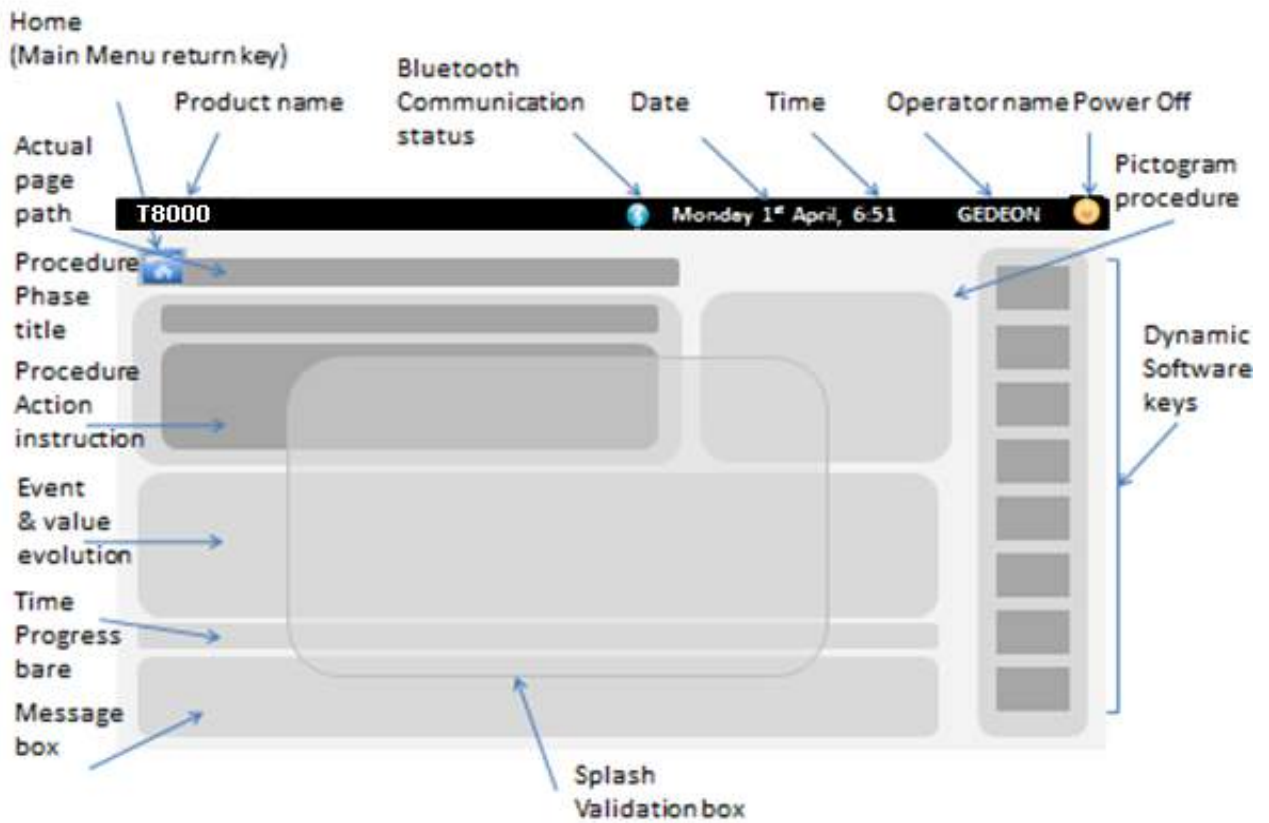 Home
(Main Menu return key)
Product name
Bluetooth
Communication
status
Date
Time
Operator name
Power Off
Actual
page
path
Pictogram
procedure
T8000
Monday 1st April, 6:51
GEDEON
Procedure
Phase
title
Procedure
Action
instruction
Event
& value
evolution
Time
Progress
bare
Message
box
Dynamic
Software
keys
Splash
Validation box